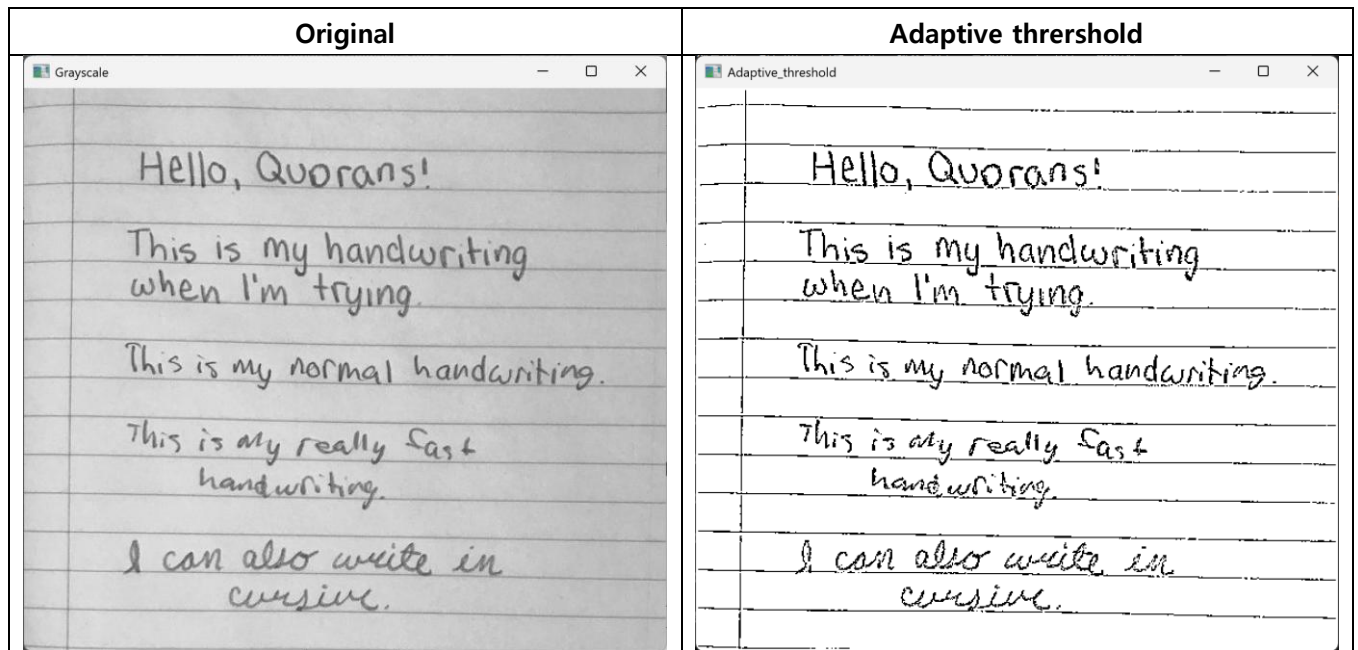 Original
Adaptive thrershold
Grayscale
Adaptive_threshold
Hello, Quorans!
This is my handwriting
when I'm trying.
This is my normal handwriting.
This is my really fast
handwriting.
I can also write in
cursive.
Hello, Quorans!
This is my handwriting
when I'm trying.
This is my normal handwriting.
This is my really fast
handwriting.
I can also write in
cursive.